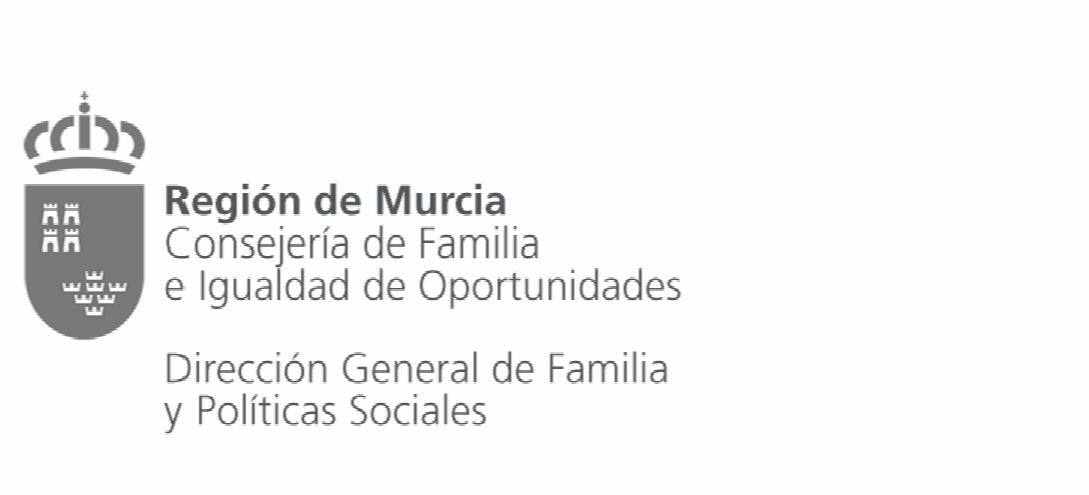 Región de Murcia
Consejería de Familia
e Igualdad de Oportunidades
Dirección General de Familia
y Políticas Sociales